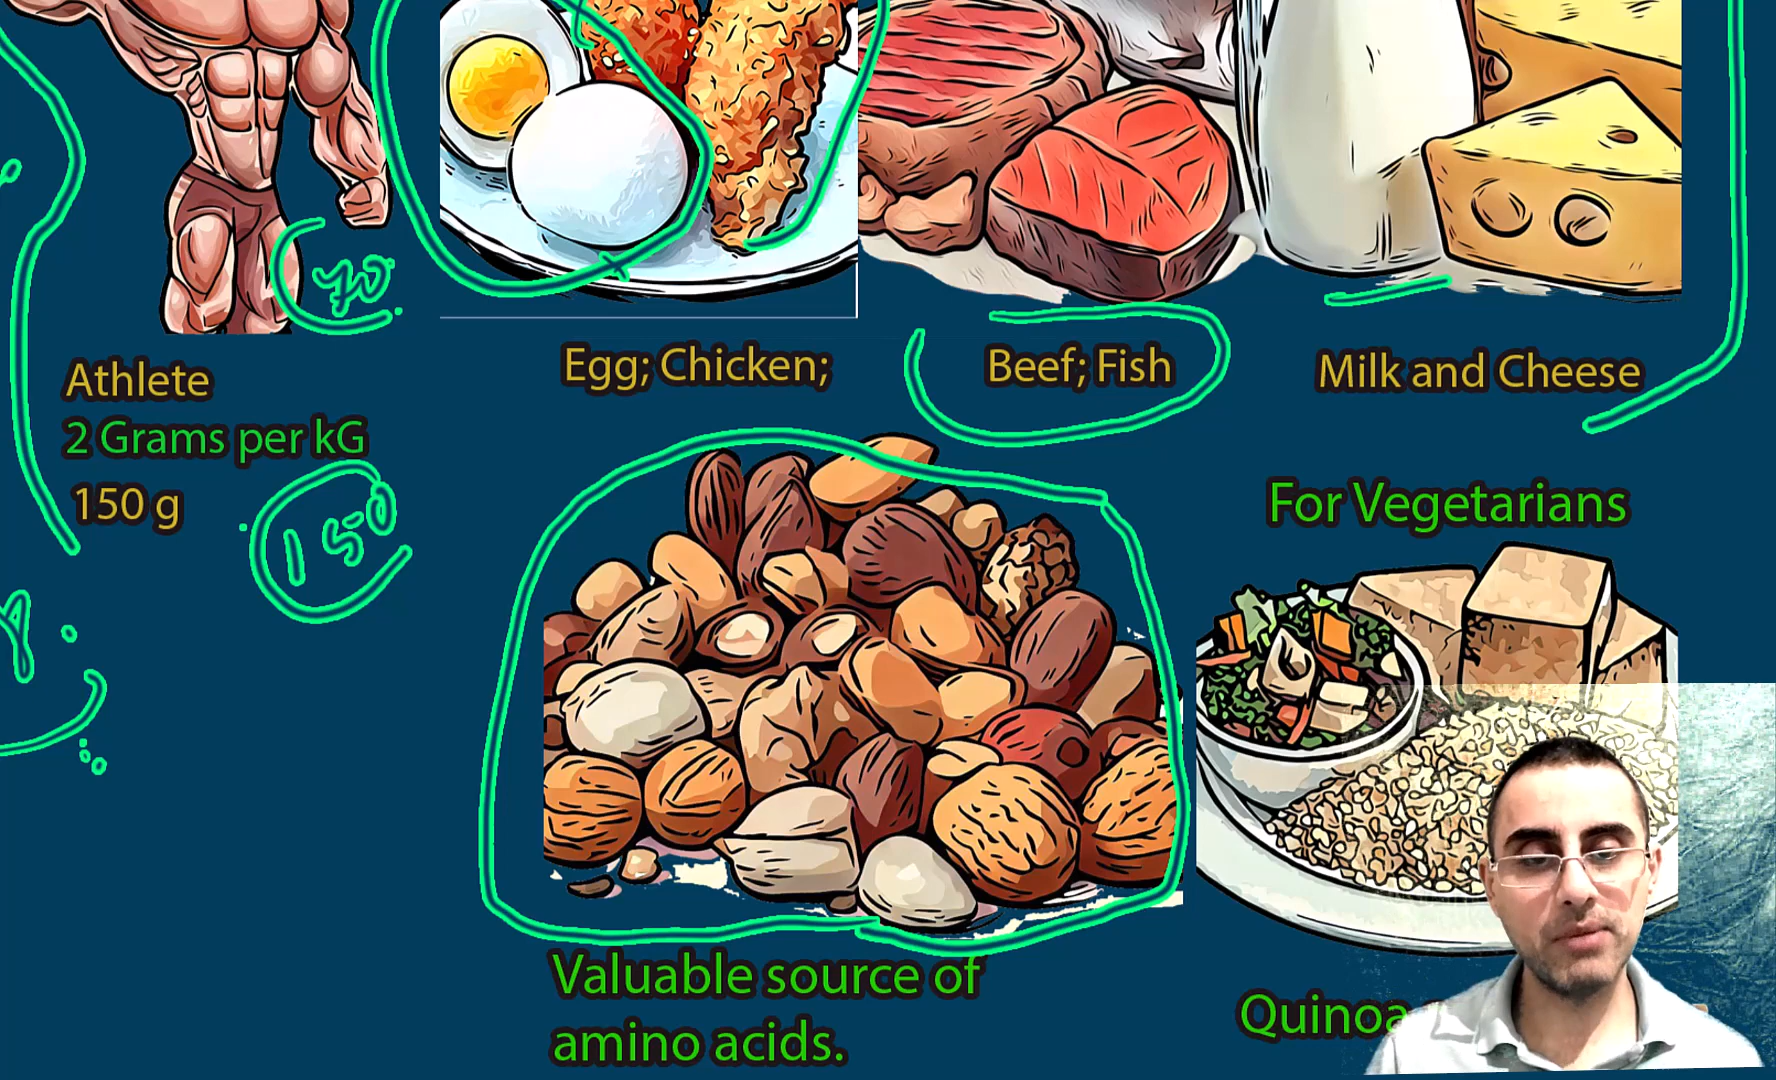 70
Egg; Chicken;
Beef; Fish
Milk and Cheese
Athlete
2 Grams per kG
150 g
150
For Vegetarians
Valuable source of
amino acids.
Quinoa